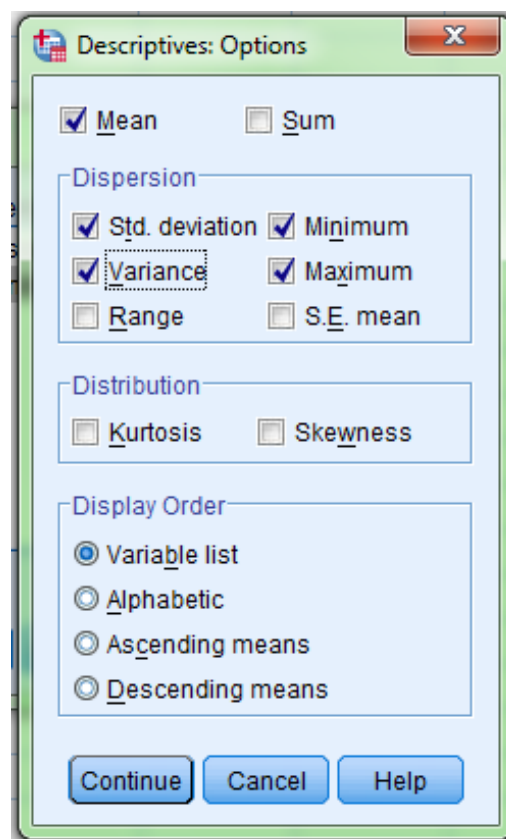 Descriptives: Options
Mean Sum
Dispersion
Std. deviation Minimum
Variance Maximum
Range S.E. mean
Distribution
Kurtosis Skewness
Display Order
Variable list
Alphabetic
Ascending means
Descending means
Continue Cancel Help